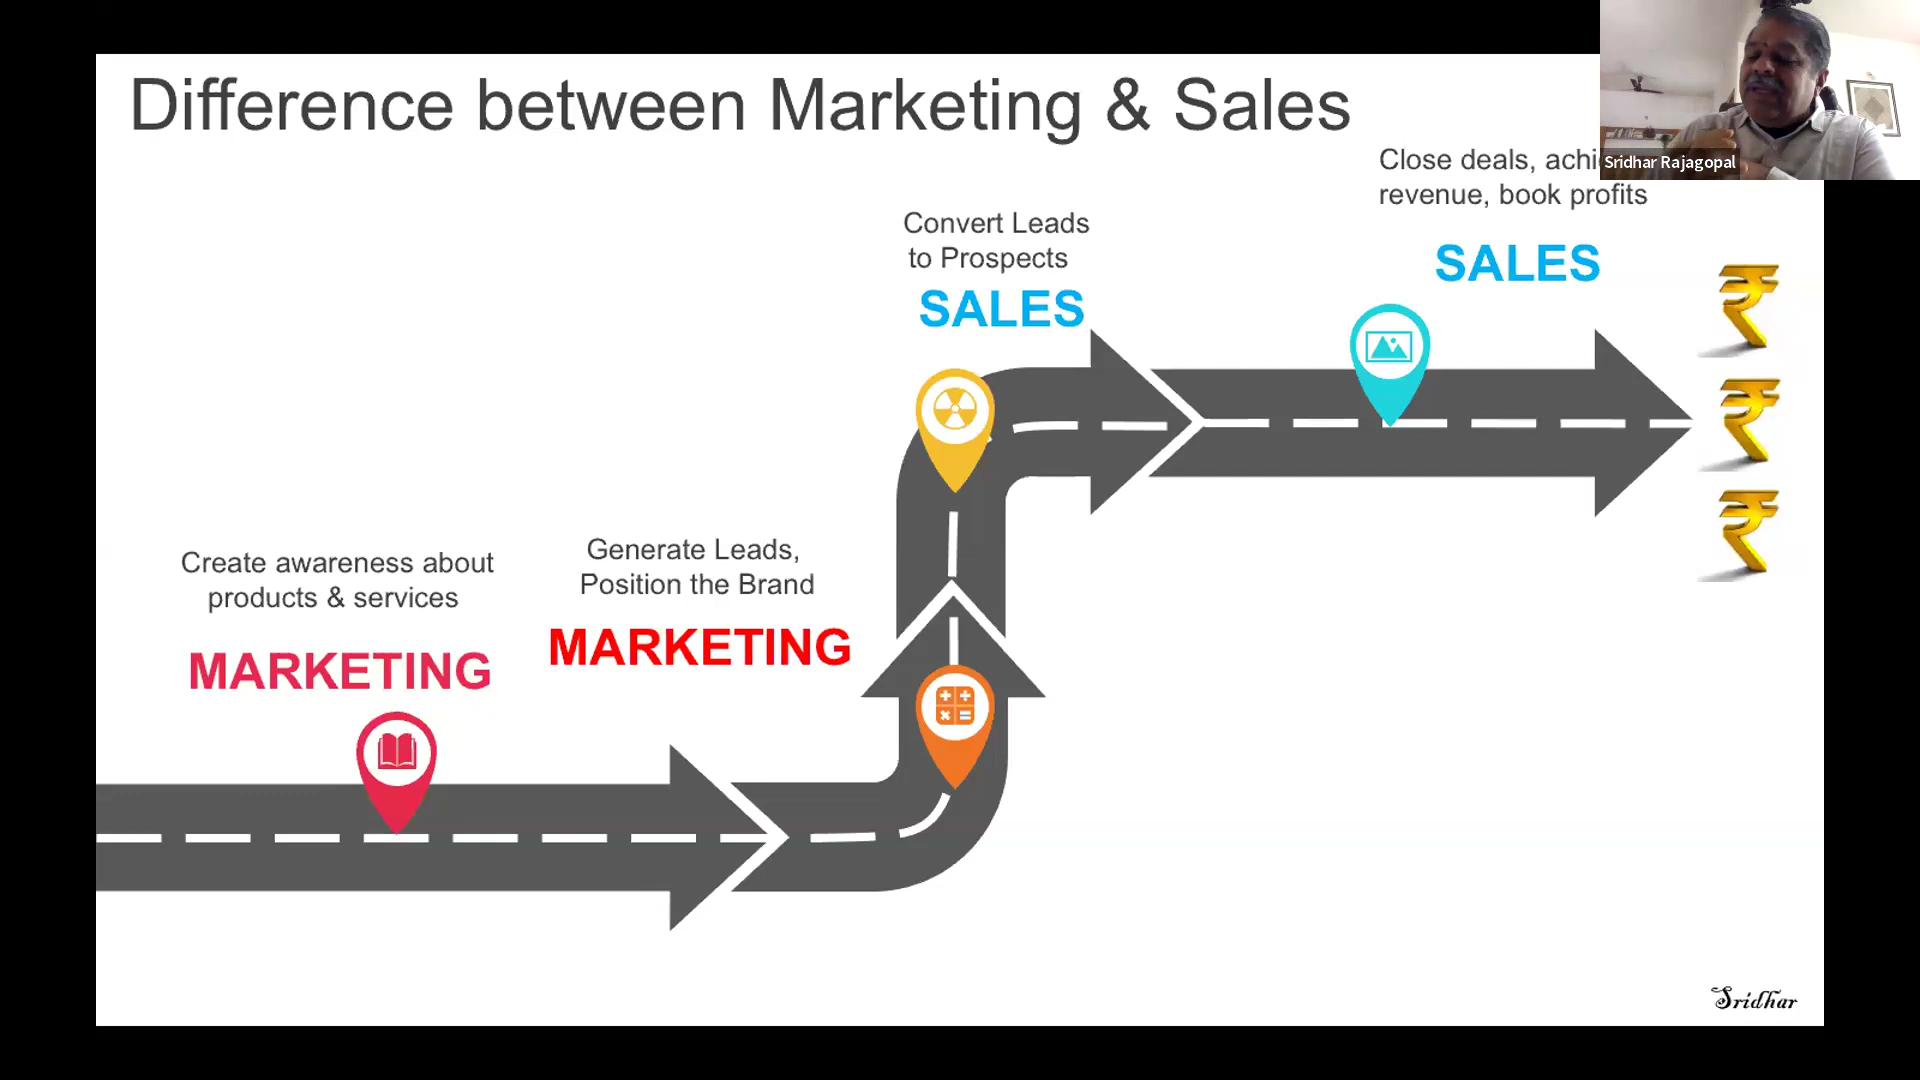 Difference between Marketing & Sales
Sridhar Rajagopal
Close deals,
revenue, book profits
SALES
Convert Leads
to Prospects
SALES
Generate Leads,
Position the Brand
MARKETING
Create awareness about
products & services
MARKETING
Sridhar